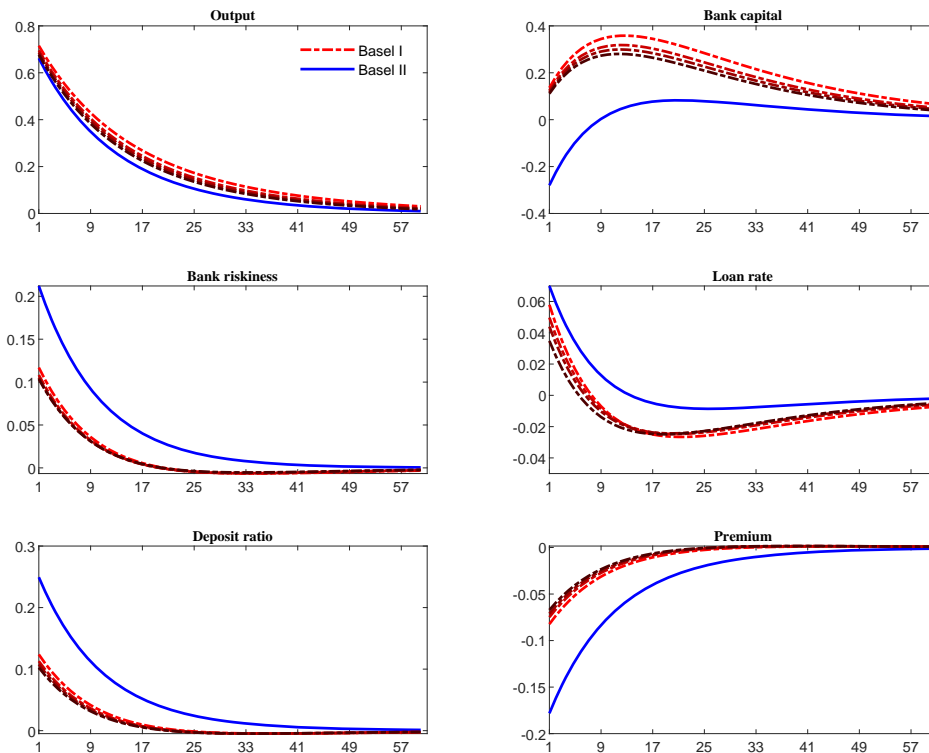 Output
0.8
0.6
0.4
0.2
0
1 9 17 25 33 41 49 57
Basel I
Basel II
Bank capital
0.4
0.2
0
-0.2
-0.4
1 9 17 25 33 41 49 57
Bank riskiness
0.2
0.15
0.1
0.05
0
1 9 17 25 33 41 49 57
Loan rate
0.06
0.04
0.02
0
-0.02
-0.04
1 9 17 25 33 41 49 57
Deposit ratio
0.3
0.2
0.1
0
1 9 17 25 33 41 49 57
Premium
0
-0.05
-0.1
-0.15
-0.2
1 9 17 25 33 41 49 57